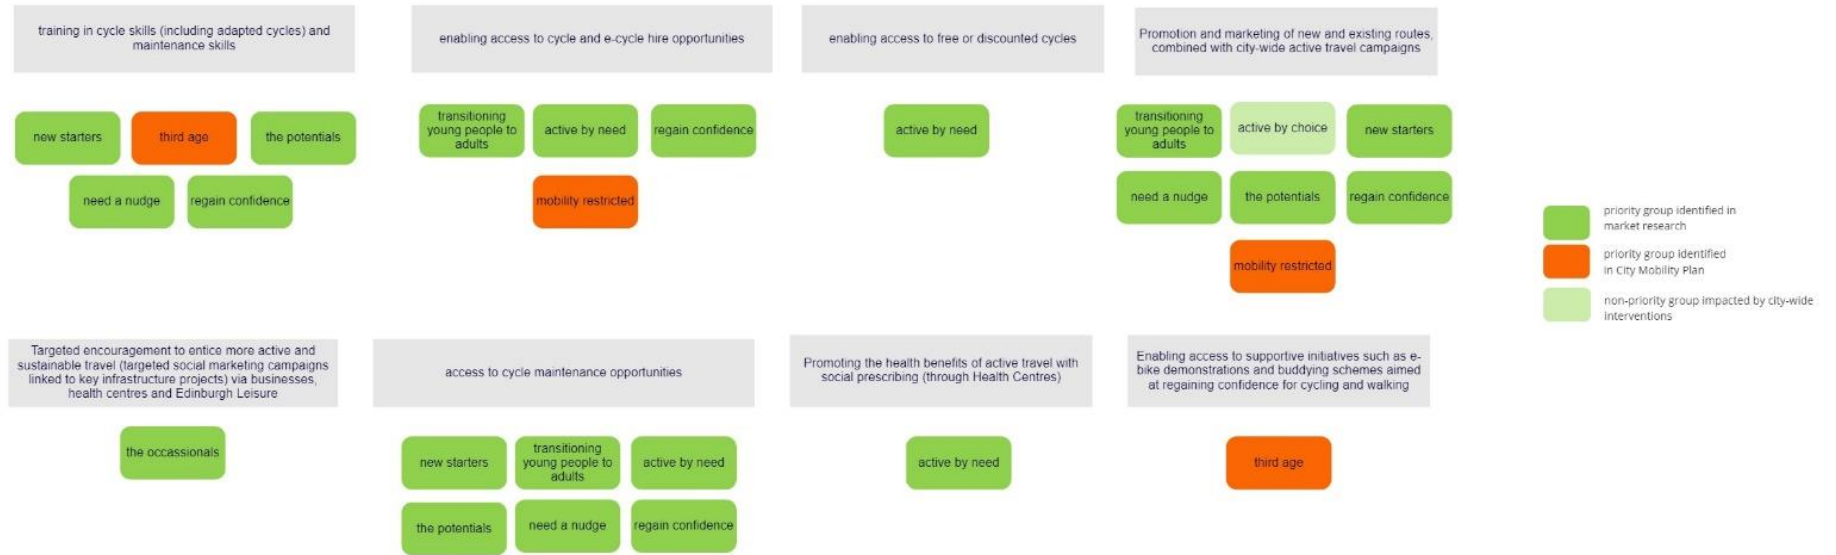 training in cycle skills (including adapted cycles) and
maintenance skills
enabling access to cycle and e-cycle hire opportunities
enabling access to free or discounted cycles
Promotion and marketing of new and existing routes,
combined with city-wide active travel campaigns
new starters
third age
the potentials
need a nudge
regain confidence
transitioning
young people to
adults
active by need
regain confidence
mobility restricted
active by need
transitioning
young people to
adults
active by choice
new starters
need a nudge
the potentials
regain confidence
mobility restricted
priority group identified in
market research
priority group identified
in City Mobility Plan
non-priority group impacted by city-wide
interventions
Targeted encouragement to entice more active and
sustainable travel (targeted social marketing campaigns
linked to key infrastructure projects) via businesses,
health centres and Edinburgh Leisure
access to cycle maintenance opportunities
Promoting the health benefits of active travel with
social prescribing (through Health Centres)
Enabling access to supportive initiatives such as e-
bike demonstrations and buddying schemes aimed
at regaining confidence for cycling and walking
the occassionals
new starters
transitioning
young people to
adults
active by need
the potentials
need a nudge
regain confidence
active by need
third age